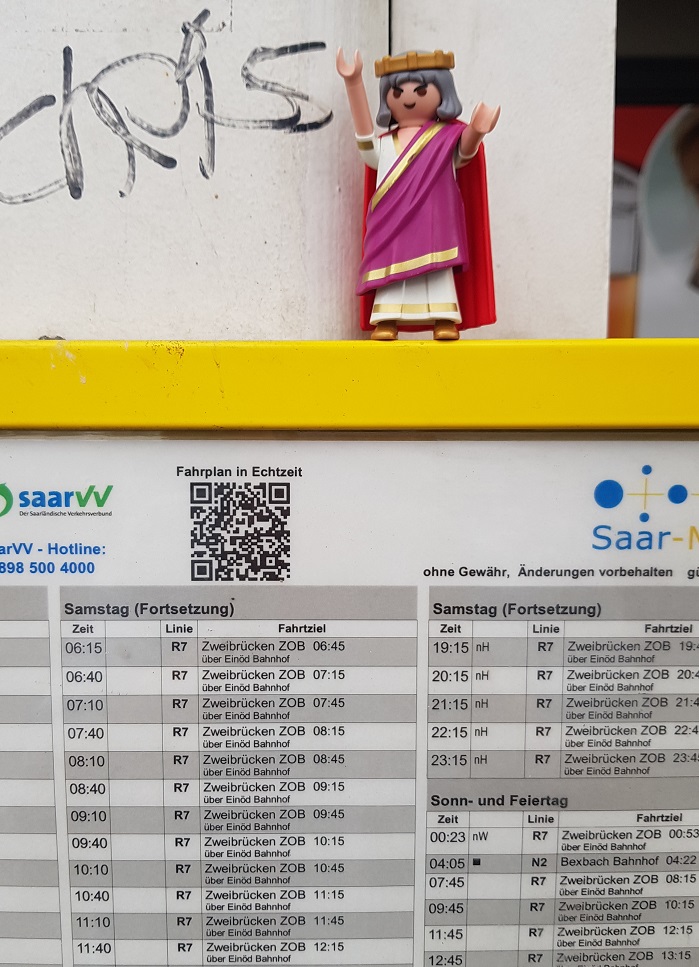 saarVV
Der Saarländische Verkehrsverbund
arVV - Hotline:
898 500 4000
Fahrplan in Echtzeit
Saar-
ohne Gewähr, Änderungen vorbehalten
Samstag (Fortsetzung)
Zeit Linie Fahrtziel
06:15 R7 Zweibrücken ZOB 06:45
über Einöd Bahnhof
06:40 R7 Zweibrücken ZOB 07:15
über Einöd Bahnhof
07:10 R7 Zweibrücken ZOB 07:45
über Einöd Bahnhof
07:40 R7 Zweibrücken ZOB 08:15
über Einöd Bahnhof
08:10 R7 Zweibrücken ZOB 08:45
über Einöd Bahnhof
08:40 R7 Zweibrücken ZOB 09:15
über Einöd Bahnhof
09:10 R7 Zweibrücken ZOB 09:45
über Einöd Bahnhof
09:40 R7 Zweibrücken ZOB 10:15
über Einöd Bahnhof
10:10 R7 Zweibrücken ZOB 10:45
über Einöd Bahnhof
10:40 R7 Zweibrücken ZOB 11:15
über Einöd Bahnhof
11:10 R7 Zweibrücken ZOB 11:45
über Einöd Bahnhof
11:40 R7 Zweibrücken ZOB 12:15
über Einöd Bahnhof
Samstag (Fortsetzung)
Zeit Linie Fahrtziel
19:15 nH R7 Zweibrücken ZOB 19:4
über Einöd Bahnhof
20:15 nH R7 Zweibrücken ZOB 20:4
über Einöd Bahnhof
21:15 nH R7 Zweibrücken ZOB 21:4
über Einöd Bahnhof
22:15 nH R7 Zweibrücken ZOB 22:4
über Einöd Bahnhof
23:15 nH R7 Zweibrücken ZOB 23:4
über Einöd Bahnhof
Sonn- und Feiertag
Zeit Linie Fahrtziel
00:23 nW R7 Zweibrücken ZOB 00:53
über Einöd Bahnhof
04:05 N2 Bexbach Bahnhof 04:22
07:45 R7 Zweibrücken ZOB 08:15
über Einöd Bahnhof
09:45 R7 Zweibrücken ZOB 10:15
über Einöd Bahnhof
11:45 R7 Zweibrücken ZOB 12:15
über Einöd Bahnhof
12:45 R7 Zweibrücken ZOB 13:15